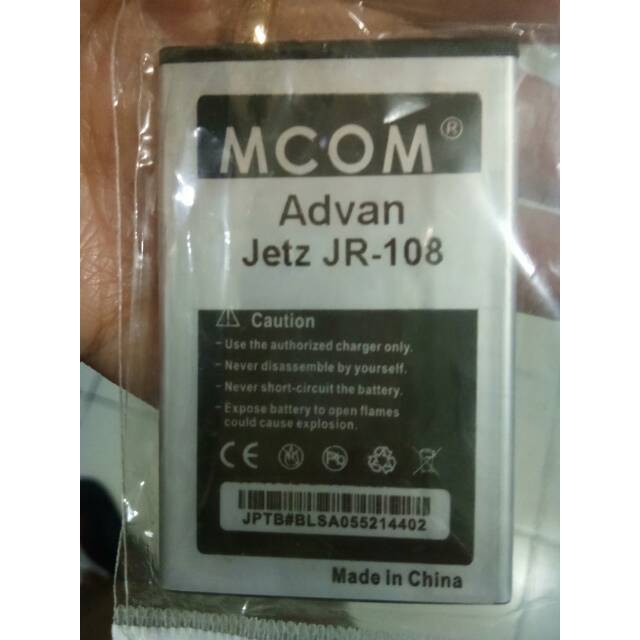 MCOM®
Advan
Jetz JR-108
Caution
- Use the authorized charger only.
- Never disassemble by yourself.
- Never short-circuit the battery.
- Expose battery to open flames
could cause explosion.
CE
Pb
JPTB#BLSA055214402
Made in China